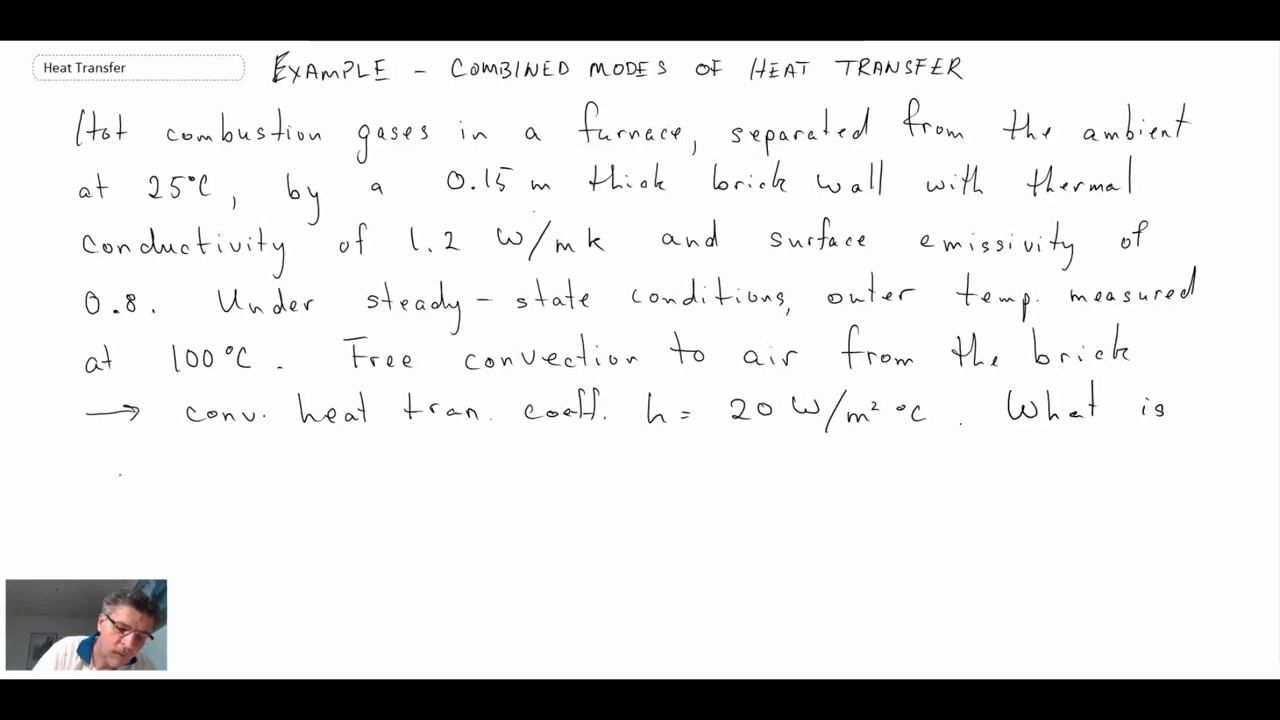 Heat Transfer
EXAMPLE - COMBINED MODES OF HEAT TRANSFER
Hot combustion gases in a furnace, separated from the ambient
at 25°C, by a 0.15 m thick brick wall with thermal
conductivity of 1.2 W/mk and surface emissivity of
0.8. Under steady-state conditions, outer temp. measured
at 100°C. Free convection to air from the brick
→ conv. heat tran. coeff. h = 20 W/m² °C. What is